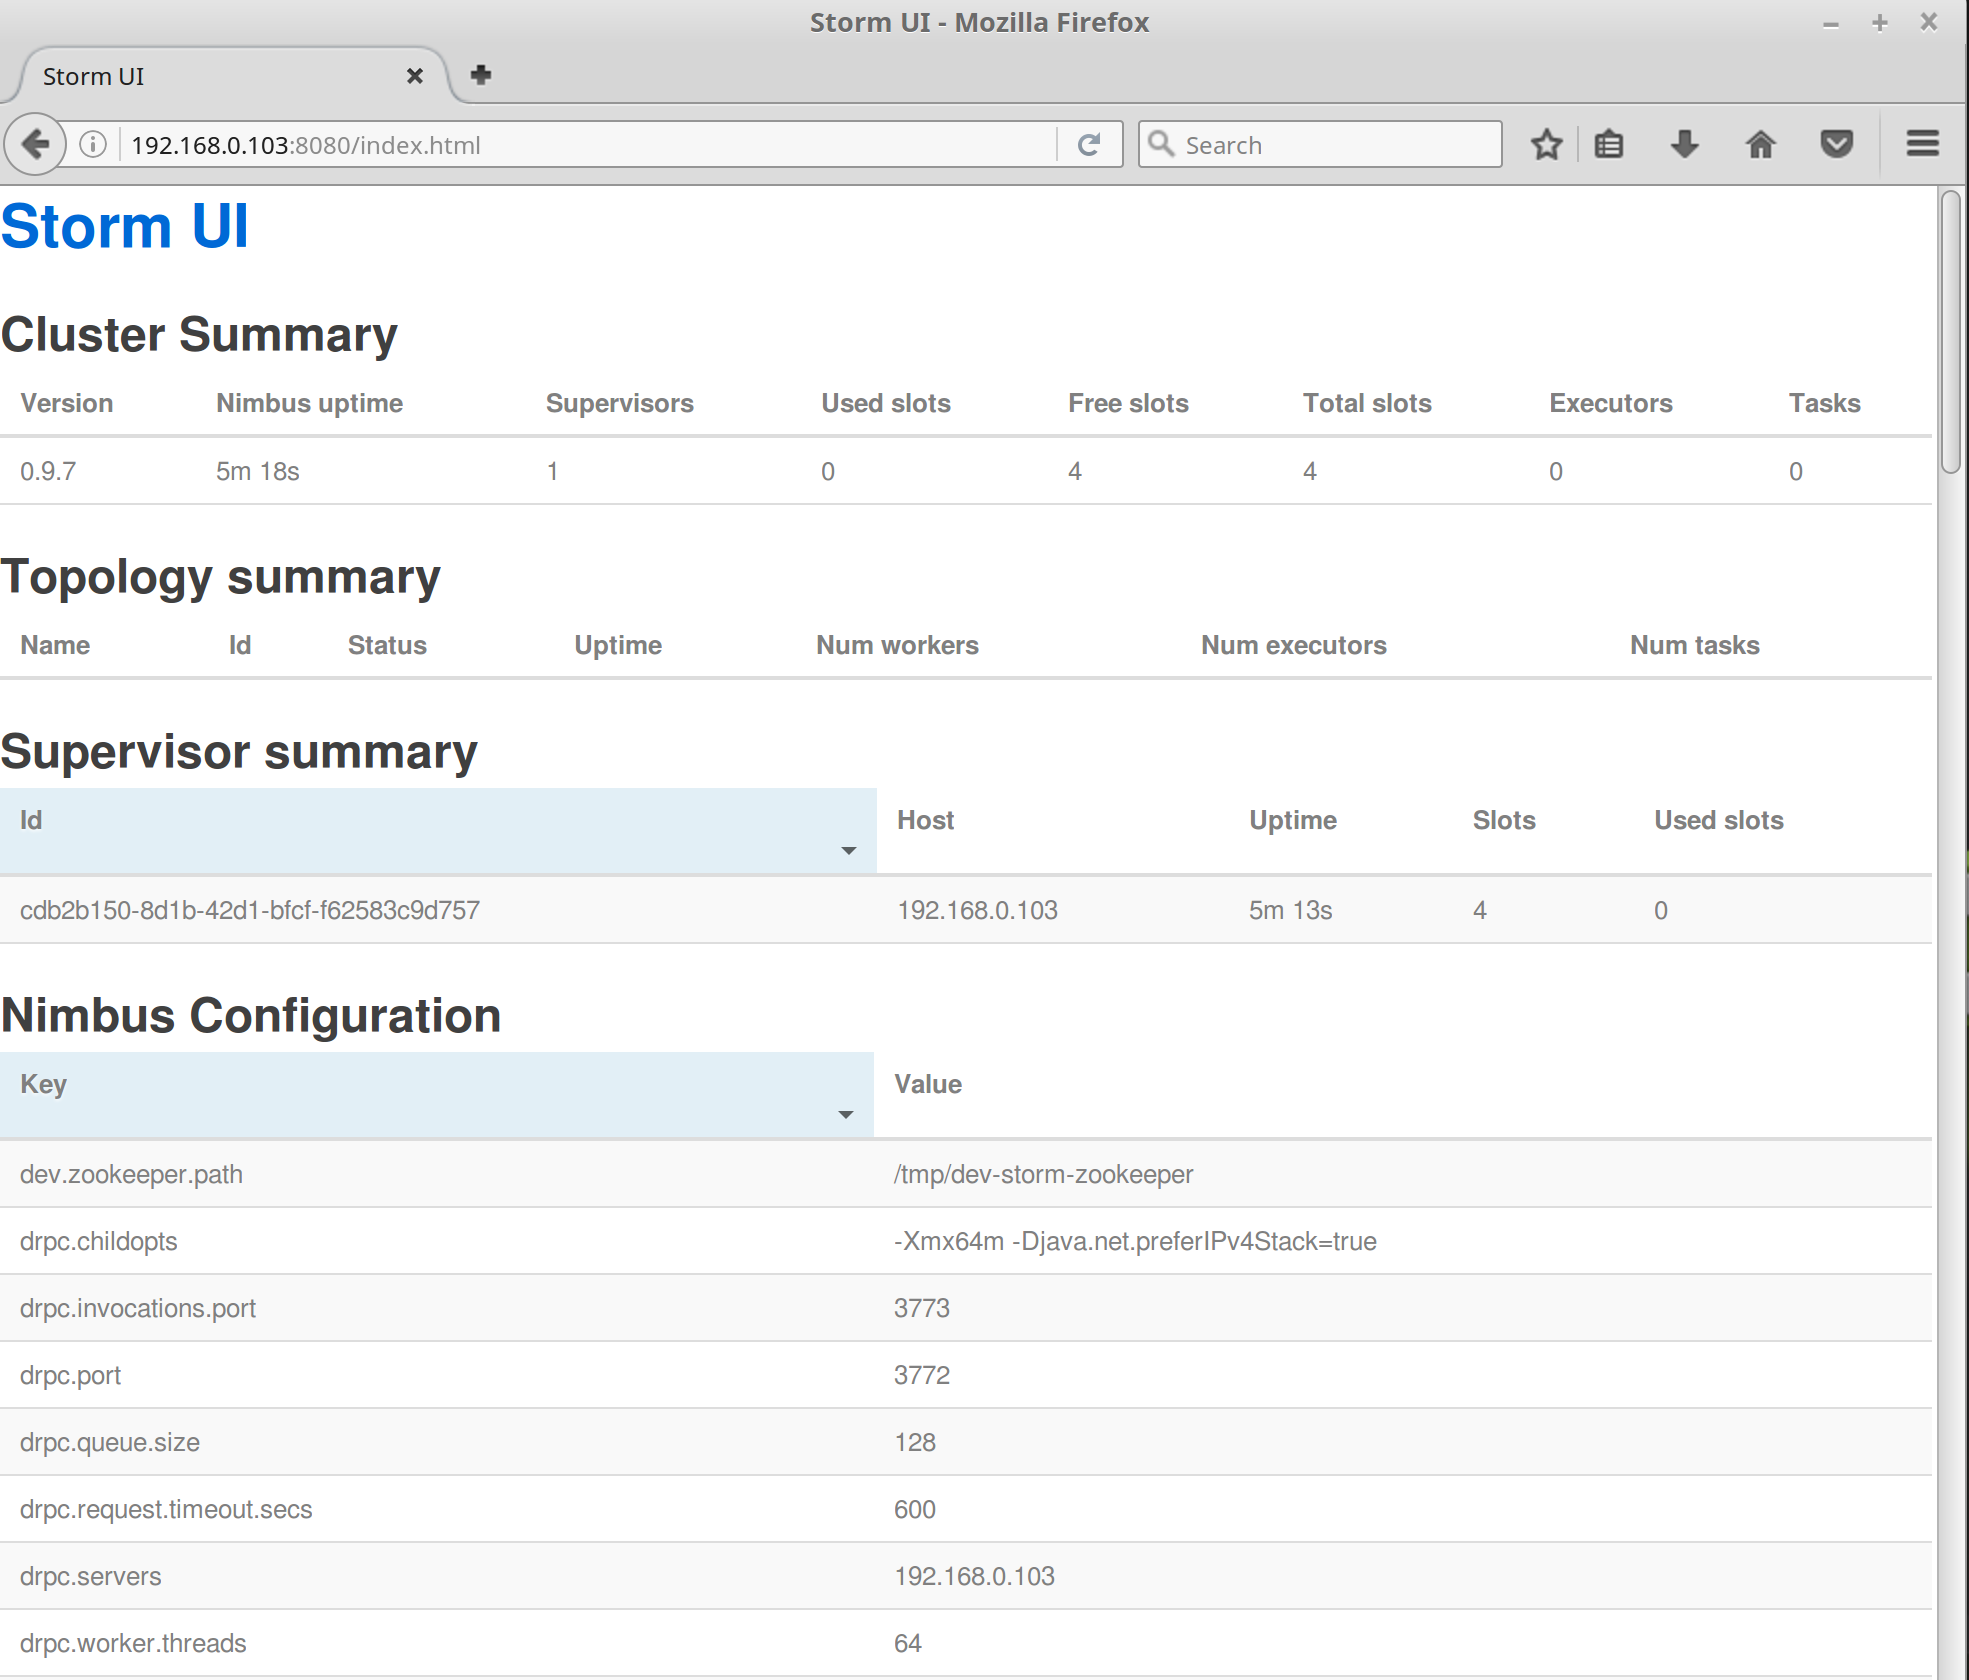 Storm UI - Mozilla Firefox
Storm UI
192.168.0.103:8080/index.html
Search
Storm UI
Cluster Summary
Version Nimbus uptime Supervisors Used slots Free slots Total slots Executors Tasks
0.9.7 5m 18s 1 0 4 4 0 0
Topology summary
Name Id Status Uptime Num workers Num executors Num tasks
Supervisor summary
Id Host Uptime Slots Used slots
cdb2b150-8d1b-42d1-bfcf-f62583c9d757 192.168.0.103 5m 13s 4 0
Nimbus Configuration
Key Value
dev.zookeeper.path /tmp/dev-storm-zookeeper
drpc.childopts -Xmx64m -Djava.net.preferIPv4Stack=true
drpc.invocations.port 3773
drpc.port 3772
drpc.queue.size 128
drpc.request.timeout.secs 600
drpc.servers 192.168.0.103
drpc.worker.threads 64